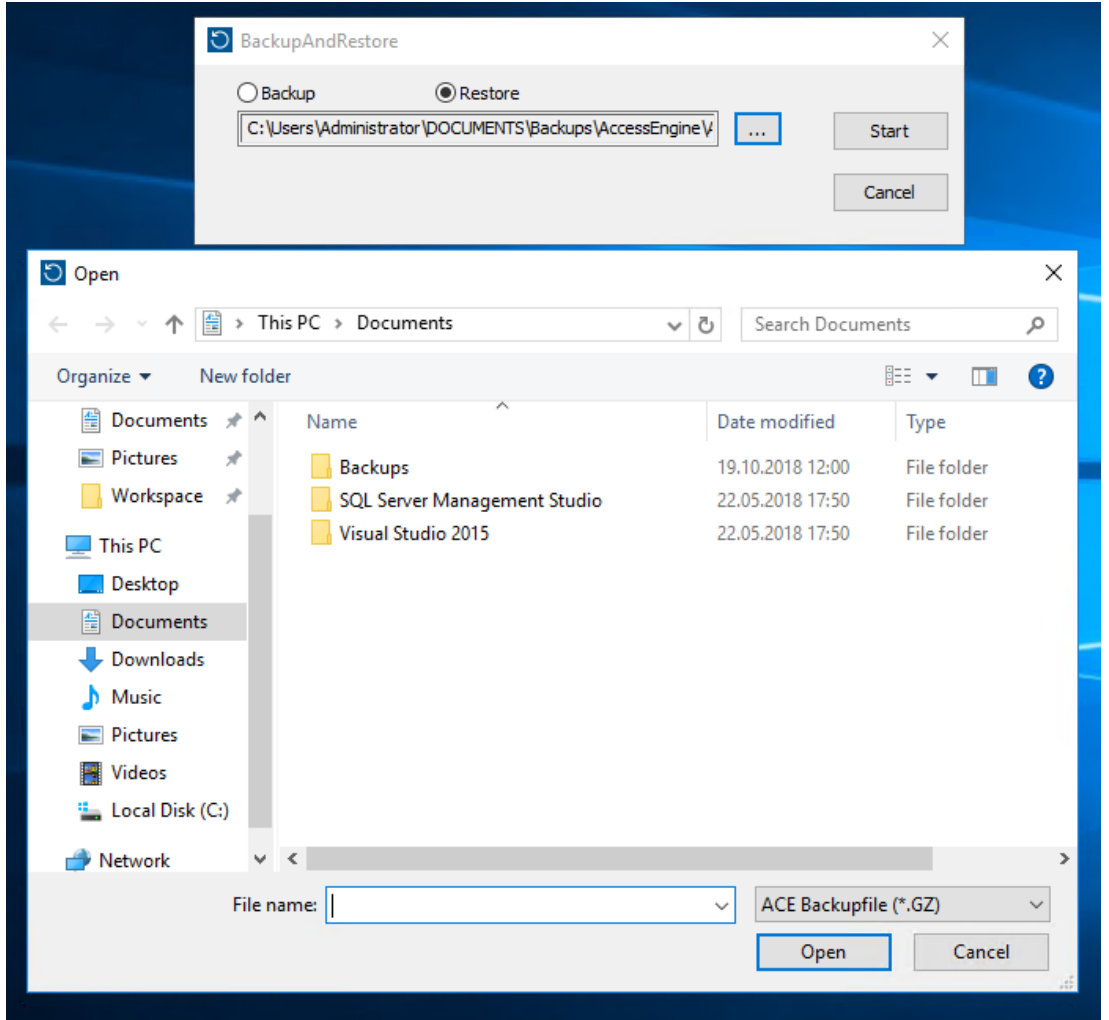 BackupAndRestore
Backup Restore
C:\Users\Administrator\DOCUMENTS\Backups\AccessEngine\ ... Start
Cancel
Open
This PC > Documents Search Documents
Organize New folder
Name Date modified Type
Documents
Pictures
Workspace
This PC
Desktop
Documents
Downloads
Music
Pictures
Videos
Local Disk (C:)
Network
Backups 19.10.2018 12:00 File folder
SQL Server Management Studio 22.05.2018 17:50 File folder
Visual Studio 2015 22.05.2018 17:50 File folder
File name: ACE Backupfile (*.GZ)
Open Cancel